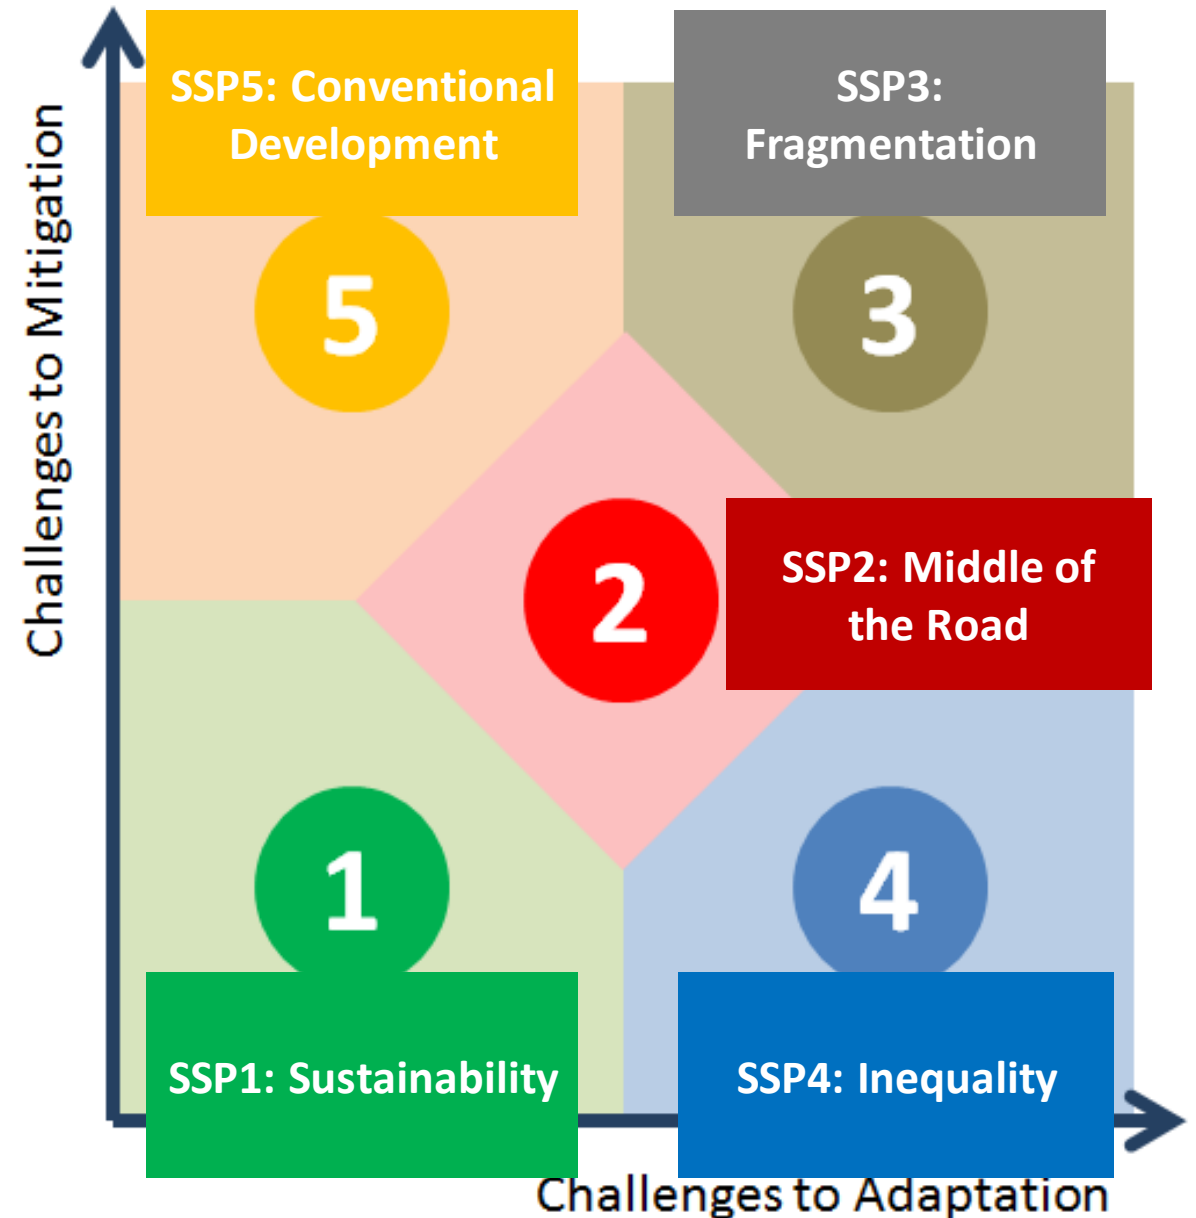 SSP5: Conventional
Development
SSP3:
Fragmentation
Challenges to Mitigation
5
3
2
SSP2: Middle of
the Road
1
4
SSP1: Sustainability
SSP4: Inequality
Challenges to Adaptation